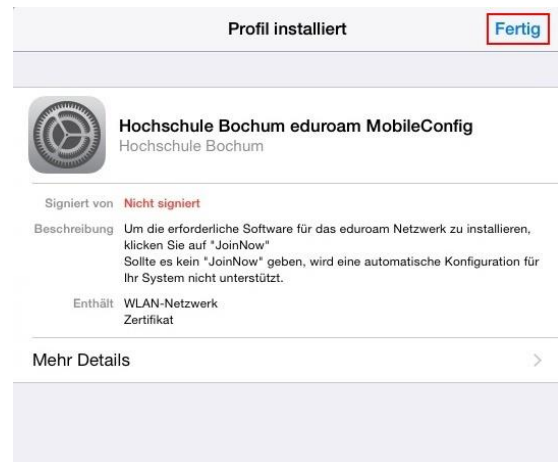 Profil installiert
Fertig
Hochschule Bochum eduroam MobileConfig
Hochschule Bochum
Signiert von Nicht signiert
Beschreibung Um die erforderliche Software für das eduroam Netzwerk zu installieren,
klicken Sie auf "JoinNow"
Sollte es kein "JoinNow" geben, wird eine automatische Konfiguration für
Ihr System nicht unterstützt.
Enthält WLAN-Netzwerk
Zertifikat
Mehr Details